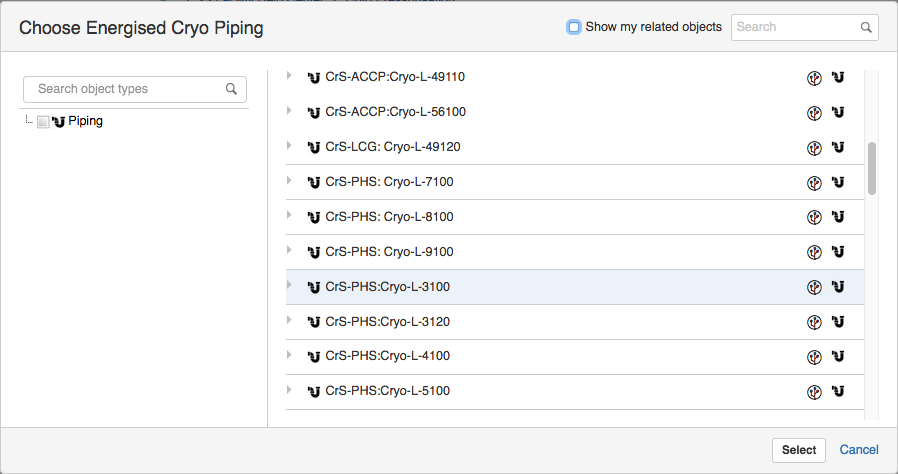 Choose Energised Cryo Piping
Show my related objects
Search
Search object types
Piping
CrS-ACCP:Cryo-L-49110
CrS-ACCP:Cryo-L-56100
CrS-LCG: Cryo-L-49120
CrS-PHS: Cryo-L-7100
CrS-PHS: Cryo-L-8100
CrS-PHS: Cryo-L-9100
CrS-PHS:Cryo-L-3100
CrS-PHS:Cryo-L-3120
CrS-PHS:Cryo-L-4100
CrS-PHS:Cryo-L-5100
Select
Cancel